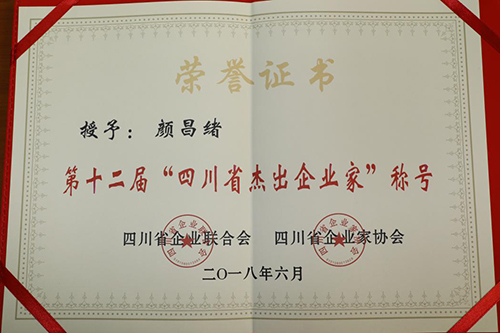 荣誉证书
授予：颜昌绪
第十二届“四川省杰出企业家”称号
四川省企业联合会 四川省企业家协会
二〇一八年六月